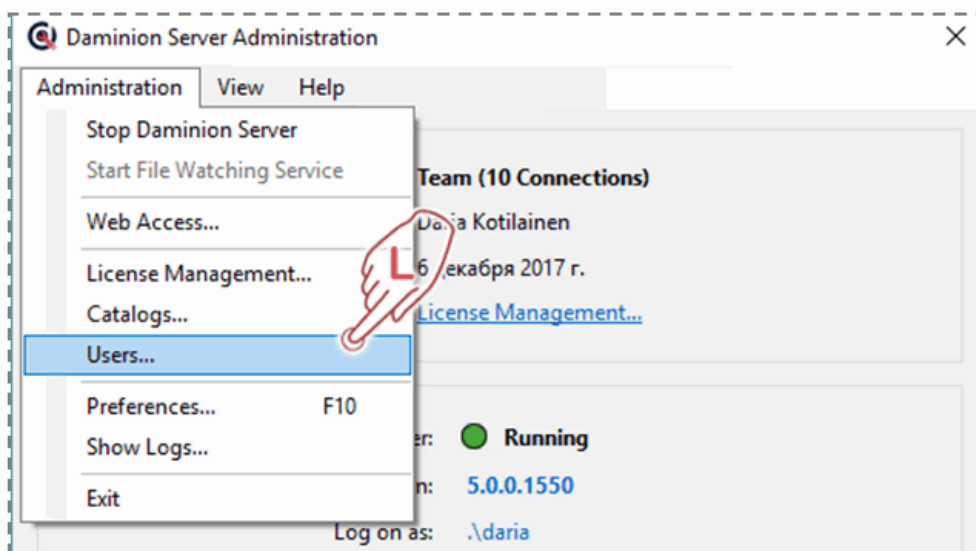 Daminion Server Administration
Administration View Help
Stop Daminion Server
Start File Watching Service
Web Access...
License Management...
Catalogs...
Users...
Preferences... F10
Show Logs...
Exit
Team (10 Connections)
Daria Kotilainen
6 декабря 2017 г.
License Management...
Running
5.0.0.1550
Log on as: .\daria
L